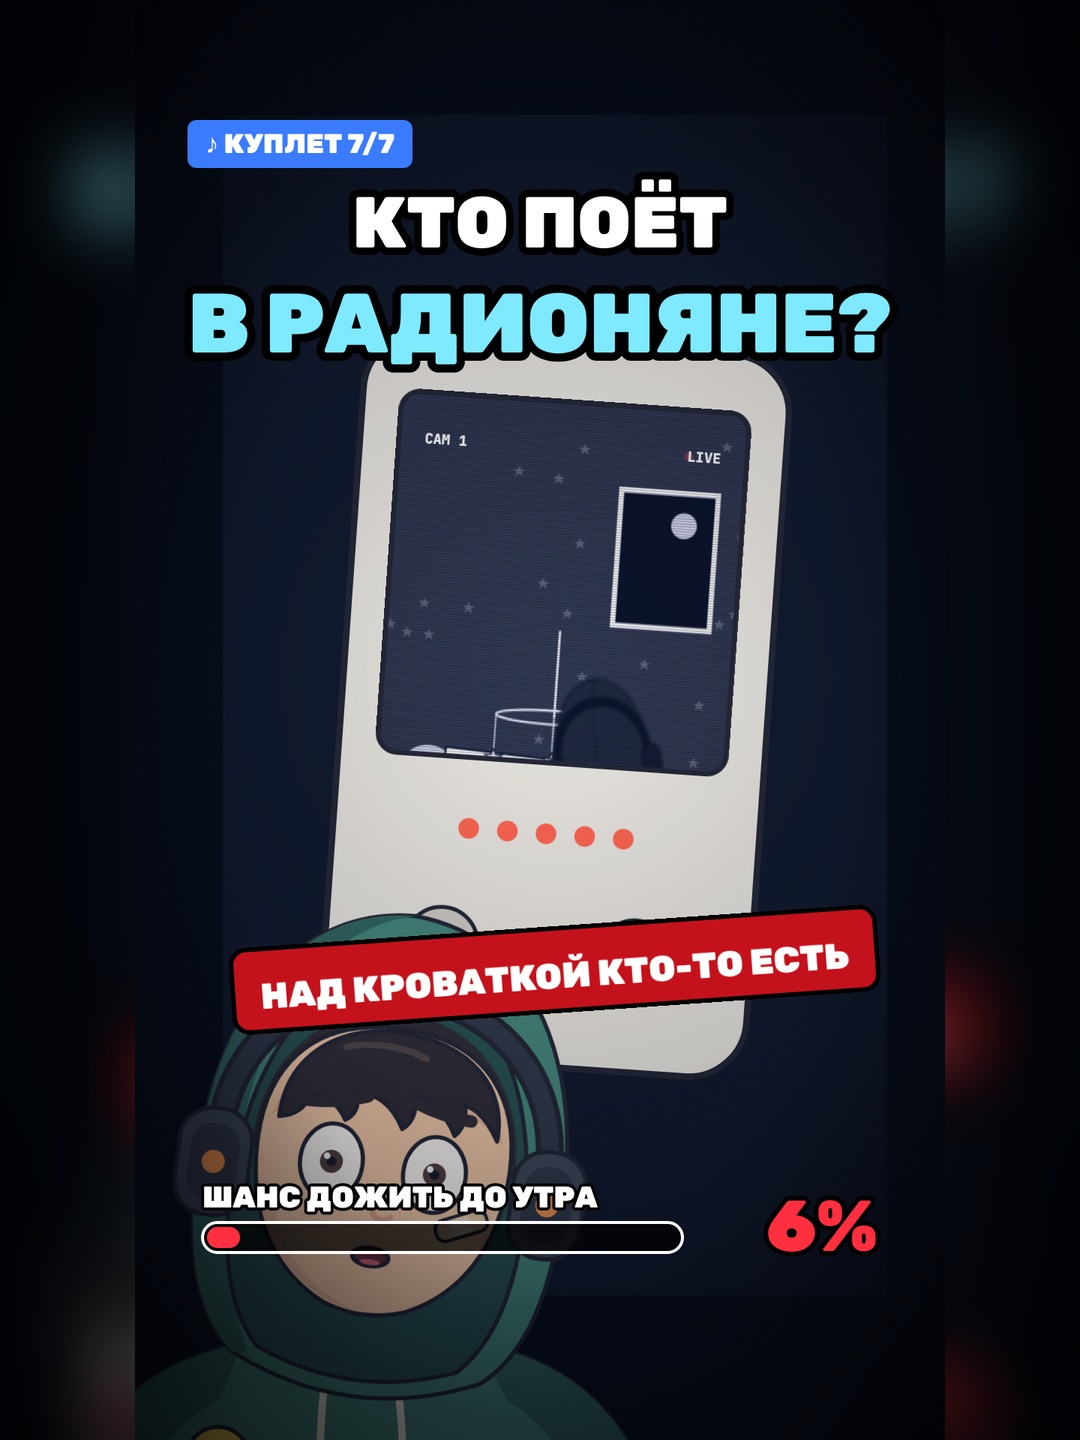 ♪ КУПЛЕТ 7/7
КТО ПОЁТ
В РАДИОНЯНЕ?
CAM 1
LIVE
НАД КРОВАТКОЙ КТО-ТО ЕСТЬ
ШАНС ДОЖИТЬ ДО УТРА
6%